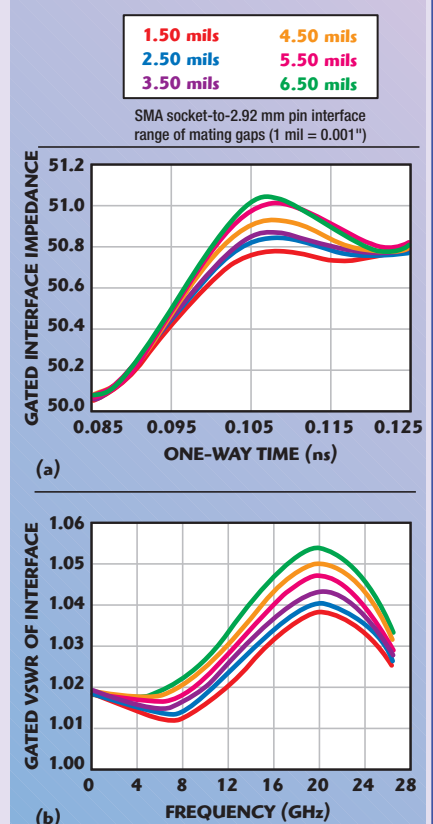 1.50 mils 4.50 mils
2.50 mils 5.50 mils
3.50 mils 6.50 mils
SMA socket-to-2.92 mm pin interface
range of mating gaps (1 mil = 0.001")
GATED INTERFACE IMPEDANCE
51.2
51.0
50.8
50.6
50.4
50.2
50.0
0.085 0.095 0.105 0.115 0.125
ONE-WAY TIME (ns)
(a)
GATED VSWR OF INTERFACE
1.06
1.05
1.04
1.03
1.02
1.01
1.00
0 4 8 12 16 20 24 28
FREQUENCY (GHz)
(b)